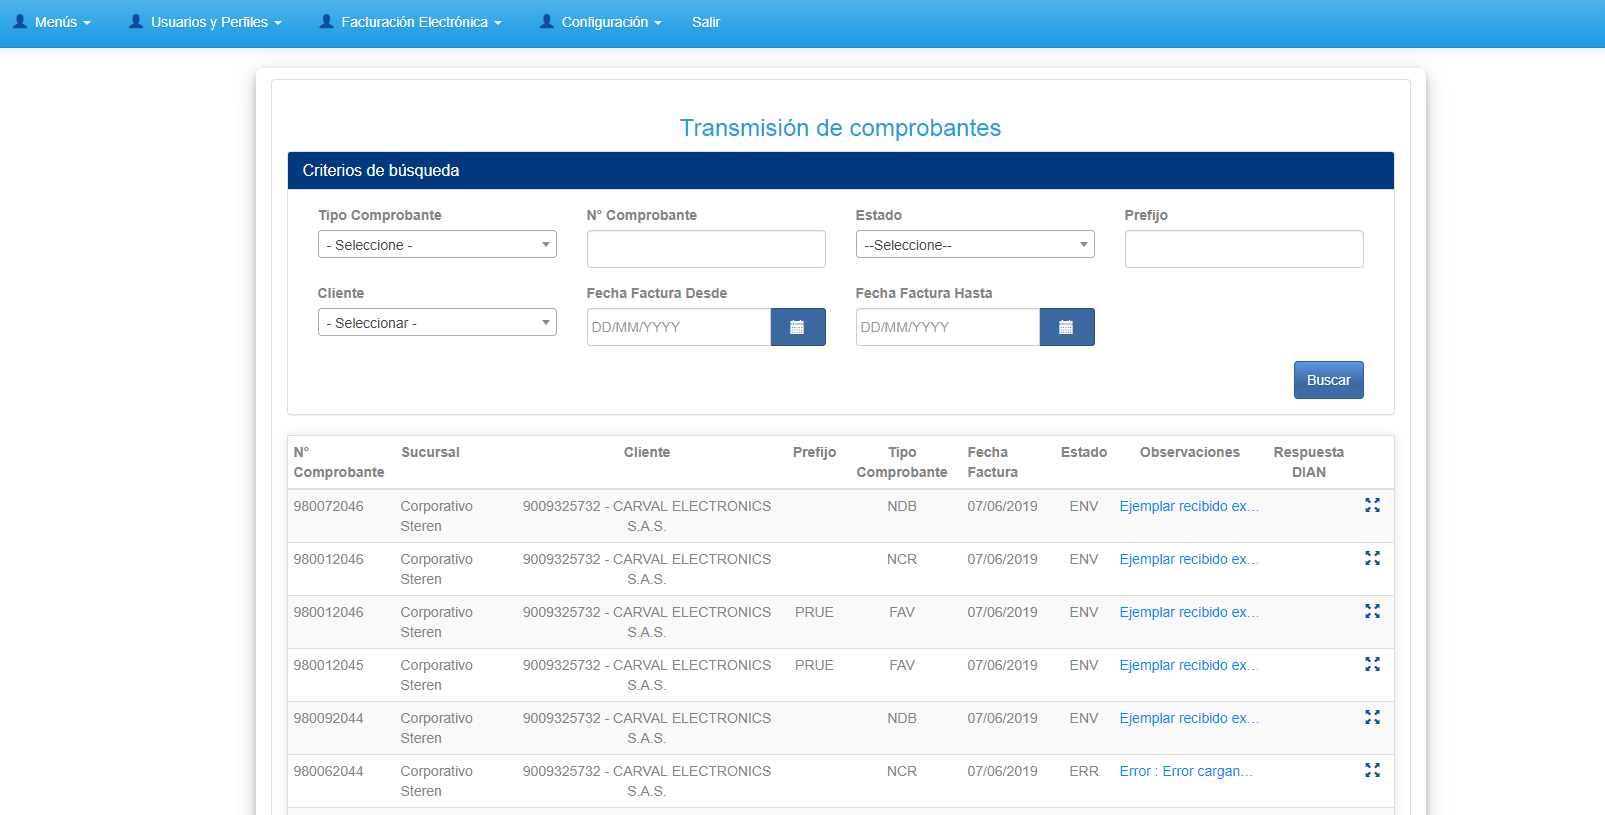 Menús Usuarios y Perfiles Facturación Electrónica Configuración Salir
Transmisión de comprobantes
Criterios de búsqueda
Tipo Comprobante N° Comprobante Estado Prefijo
- Seleccione - --Seleccione--
Cliente Fecha Factura Desde Fecha Factura Hasta
- Seleccionar - DD/MM/YYYY DD/MM/YYYY
Buscar
N° Comprobante Sucursal Cliente Prefijo Tipo Comprobante Fecha Factura Estado Observaciones Respuesta DIAN
980072046 Corporativo Steren 9009325732 - CARVAL ELECTRONICS S.A.S. NDB 07/06/2019 ENV Ejemplar recibido ex...
980012046 Corporativo Steren 9009325732 - CARVAL ELECTRONICS S.A.S. NCR 07/06/2019 ENV Ejemplar recibido ex...
980012046 Corporativo Steren 9009325732 - CARVAL ELECTRONICS S.A.S. PRUE FAV 07/06/2019 ENV Ejemplar recibido ex...
980012045 Corporativo Steren 9009325732 - CARVAL ELECTRONICS S.A.S. PRUE FAV 07/06/2019 ENV Ejemplar recibido ex...
980092044 Corporativo Steren 9009325732 - CARVAL ELECTRONICS S.A.S. NDB 07/06/2019 ENV Ejemplar recibido ex...
980062044 Corporativo Steren 9009325732 - CARVAL ELECTRONICS S.A.S. NCR 07/06/2019 ERR Error : Error cargan...